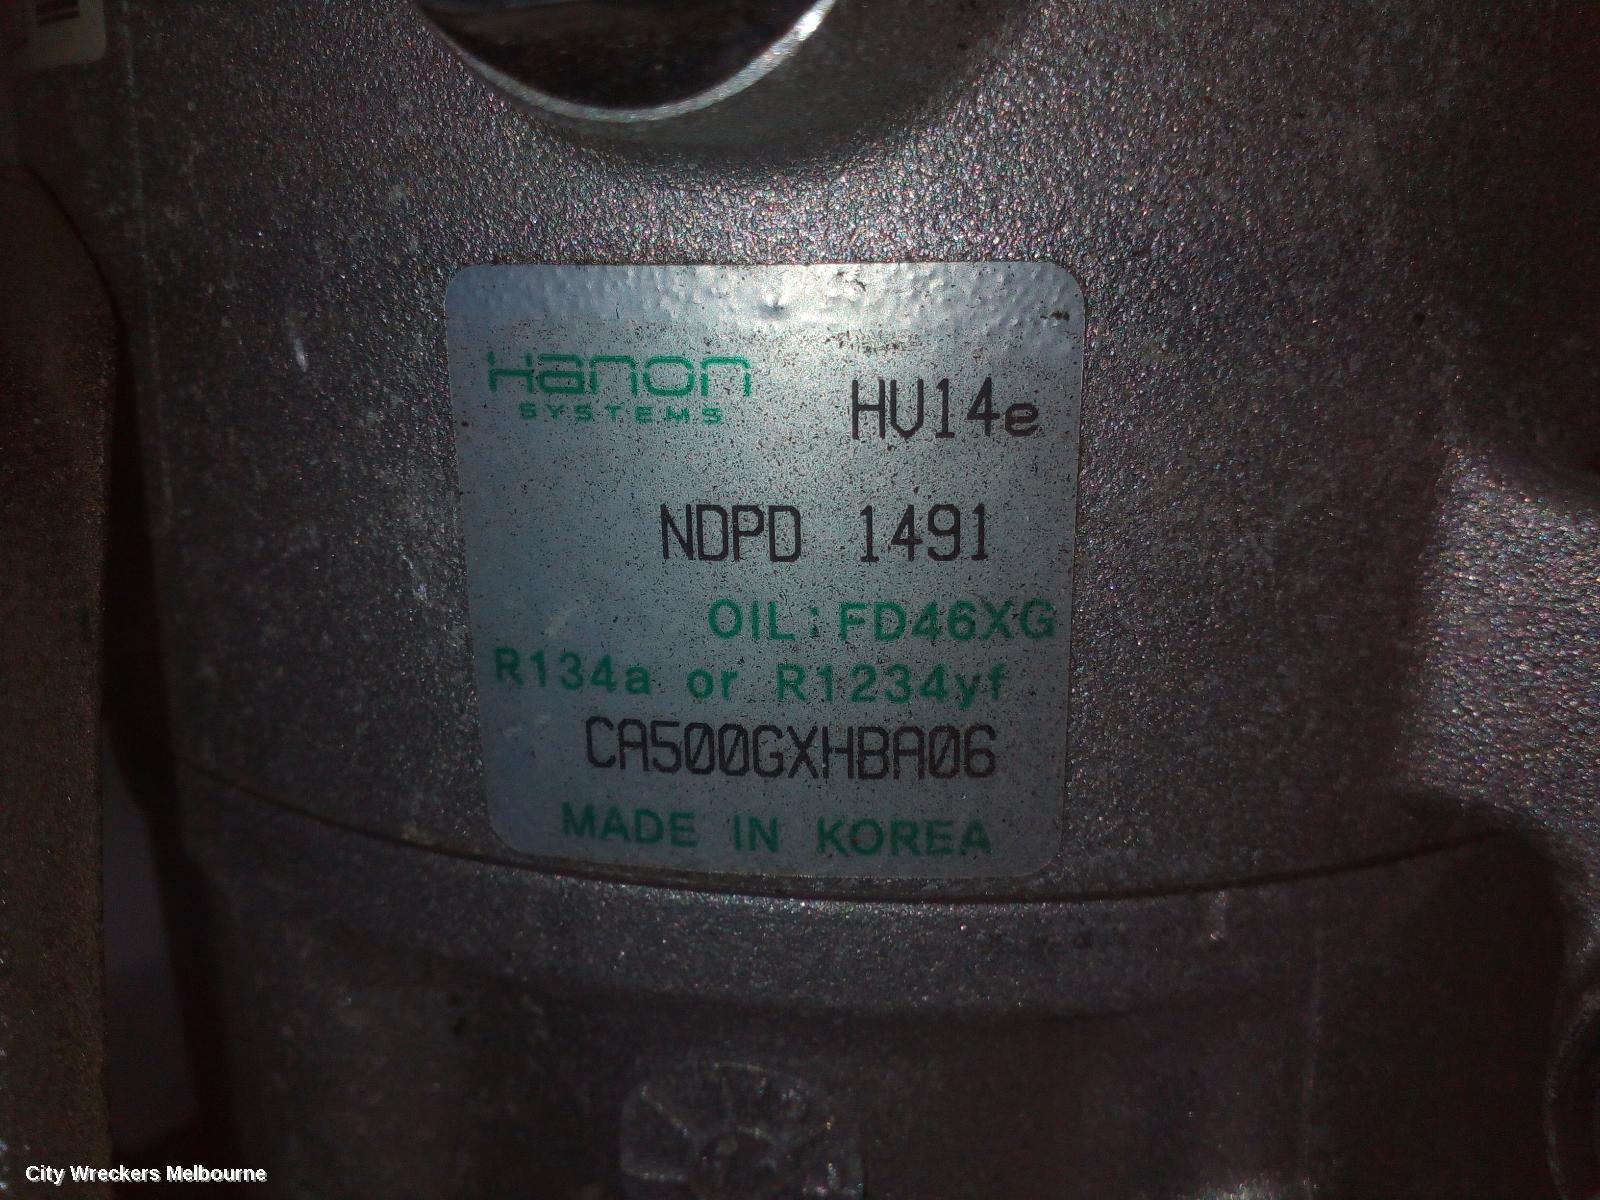 Hanon
SYSTEMS
HV14e
NDPD 1491
OIL: FD46XG
R134a or R1234yf
CA500GXHBA06
MADE IN KOREA
City Wreckers Melbourne